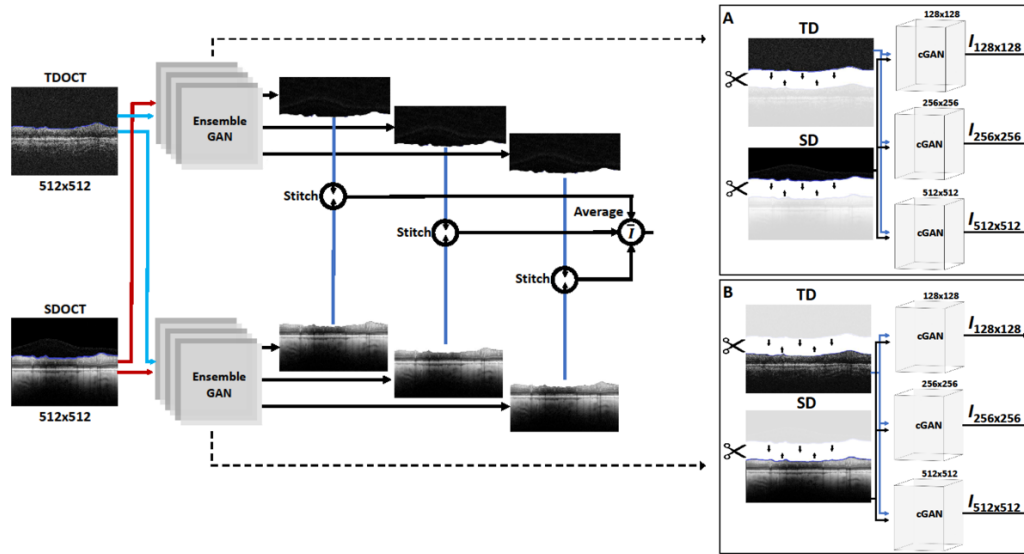 TDOCT
512x512
SDOCT
512x512
Ensemble
GAN
Ensemble
GAN
Stitch
Stitch
Stitch
Average
Ī
A
TD
SD
128x128
cGAN
I128x128
256x256
cGAN
I256x256
512x512
cGAN
I512x512
B
TD
SD
128x128
cGAN
I128x128
256x256
cGAN
I256x256
512x512
cGAN
I512x512